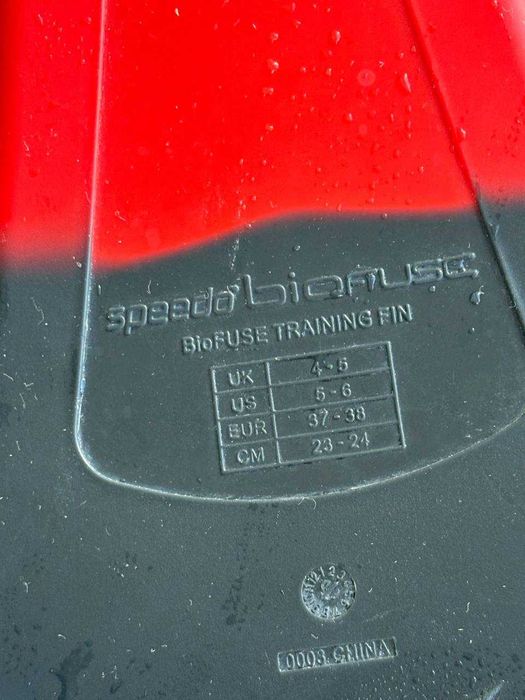 speedo biofuse
BioFUSE TRAINING FIN
UK 4 - 5
US 5 - 6
EUR 37 - 38
CM 23 - 24
0003. CHINA